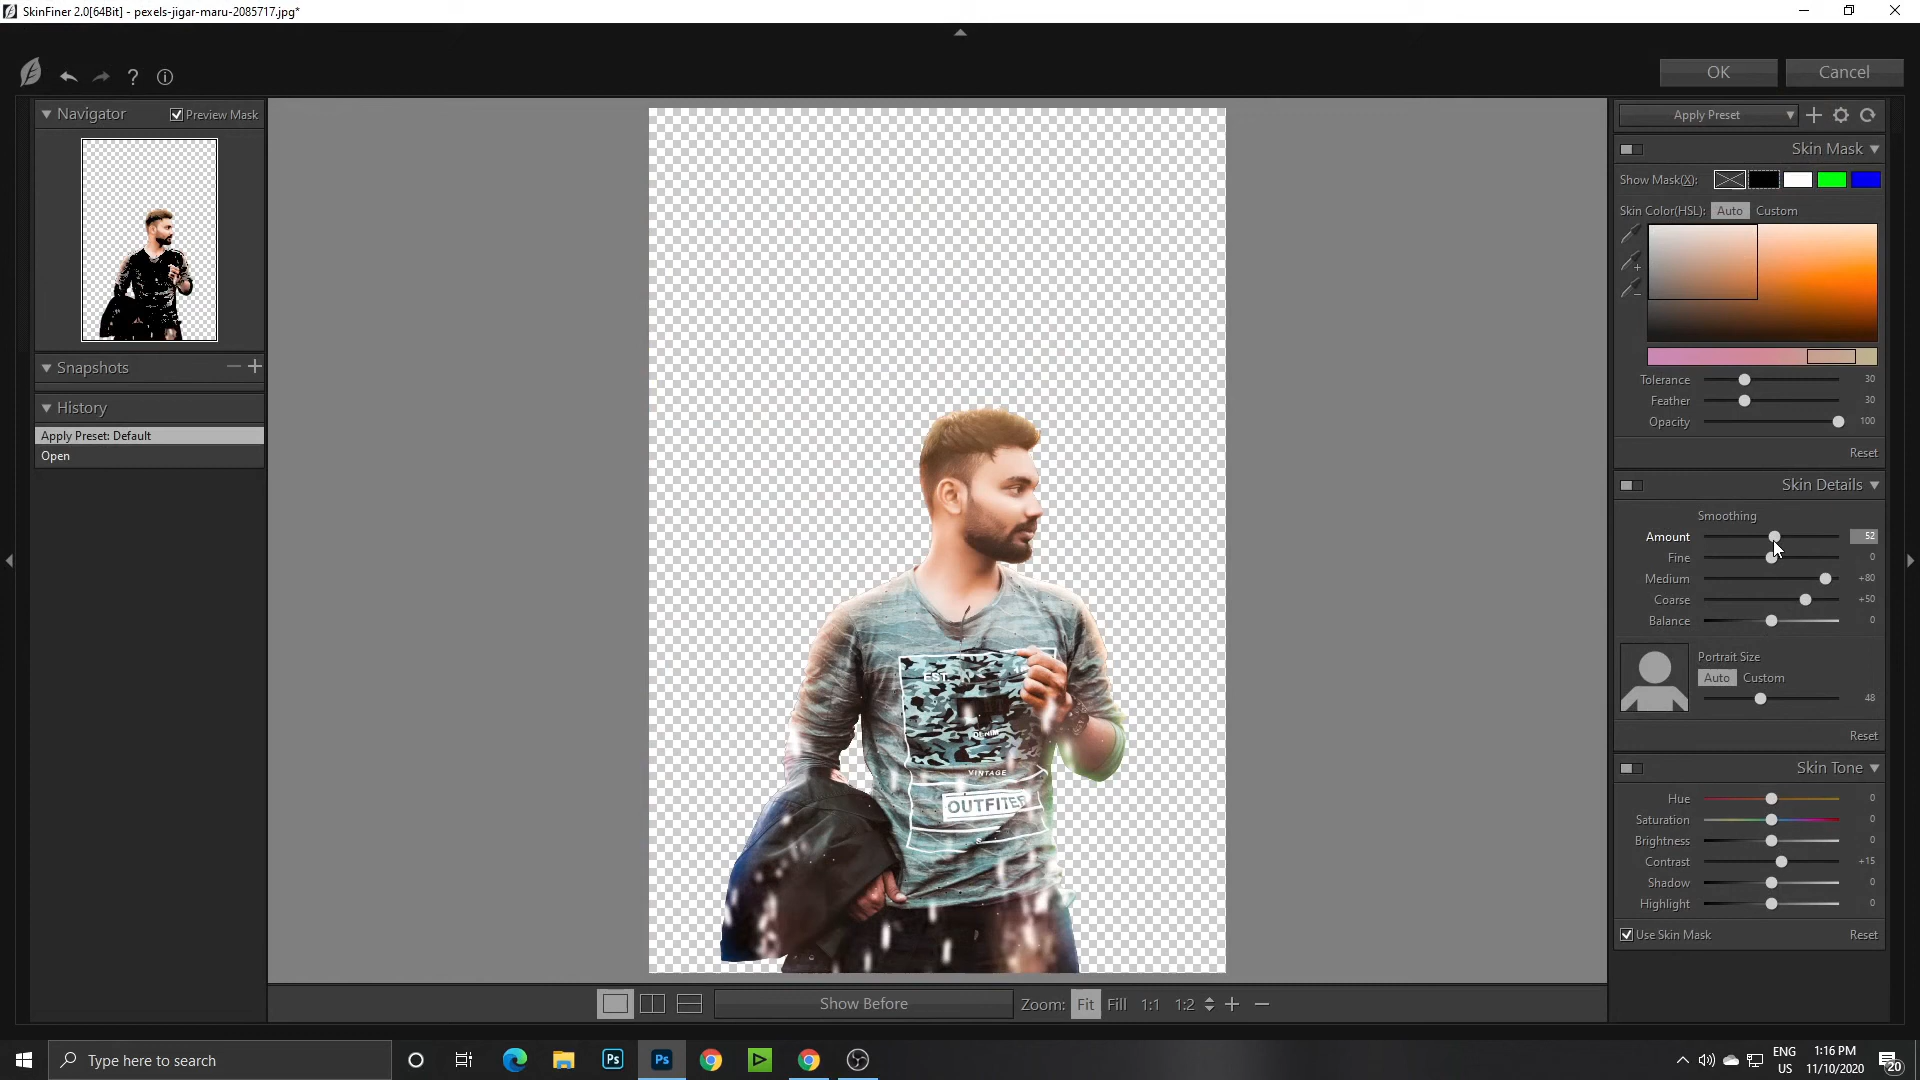 SkinFiner 2.0[64Bit] - pexels-jigar-maru-2085717.jpg*
?
OK
Cancel
Navigator
Preview Mask
Snapshots
History
Apply Preset: Default
Open
EST
DENIM
VINTAGE
OUTFITES
Show Before
Zoom:
Fit
Fill
1:1
1:2
Apply Preset
Skin Mask
Show Mask(X):
Skin Color(HSL):
Auto
Custom
Tolerance 30
Feather 30
Opacity 100
Reset
Skin Details
Smoothing
Amount 52
Fine 0
Medium +80
Coarse +50
Balance 0
Portrait Size
Auto
Custom
48
Reset
Skin Tone
Hue 0
Saturation 0
Brightness 0
Contrast +15
Shadow 0
Highlight 0
Use Skin Mask
Reset
Type here to search
Ps
Ps
ENG
US
1:16 PM
11/10/2020
20